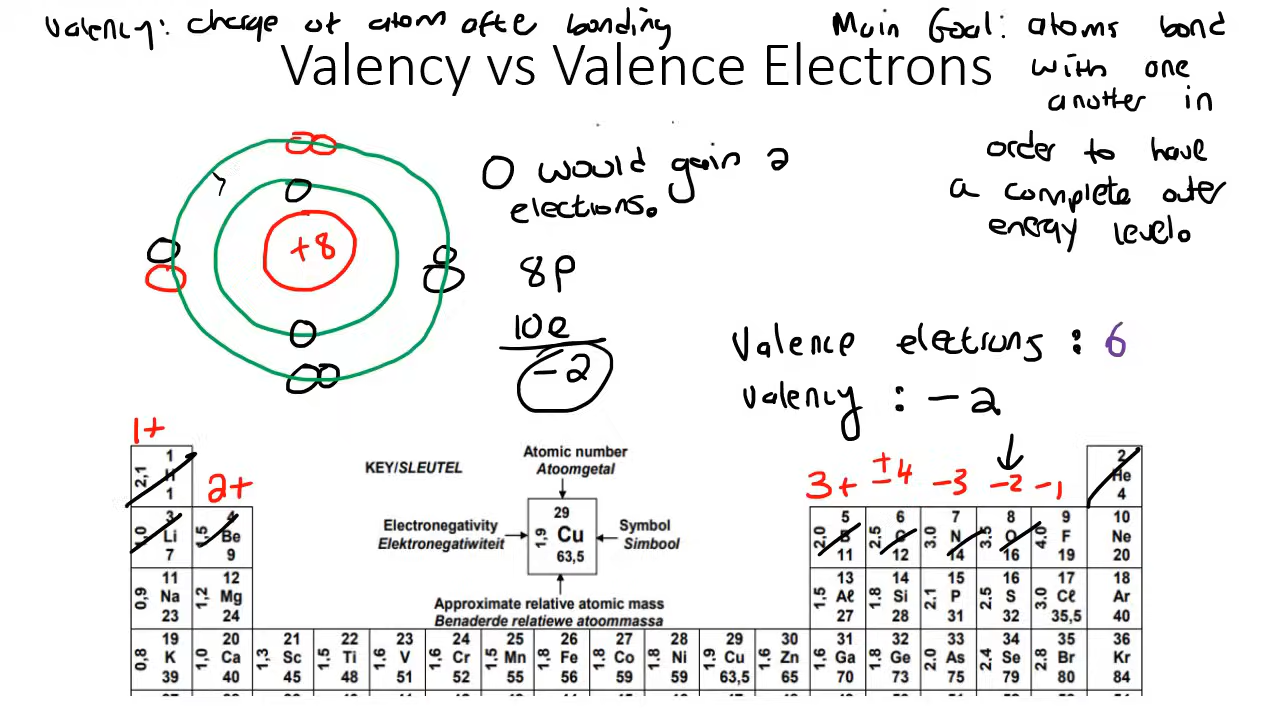 Valency: charge of atom afte bonding
Main Goal: atoms bond
with one
another in
order to have
a complete outer
energy level.
Valency vs Valence Electrons
O would gain 2
electrons.
+8
8p
10e
-2
Valence electrons : 6
Valency : -2
1+
2+
3+ ±4 -3 -2 -1
KEY/SLEUTEL
Atomic number
Atoomgetal
Electronegativity
Elektronegatiwiteit
29
1,9 Cu
63,5
Symbol
Simbool
Approximate relative atomic mass
Benaderde relatiewe atoommassa
1 2
2,1 H He
1 4
3 4 5 6 7 8 9 10
1,0 Li 1,5 Be 2,0 B 2,5 C 3,0 N 3,5 O 4,0 F Ne
7 9 11 12 14 16 19 20
11 12 13 14 15 16 17 18
0,9 Na 1,2 Mg 1,5 Aℓ 1,8 Si 2,1 P 2,5 S 3,0 Cℓ Ar
23 24 27 28 31 32 35,5 40
19 20 21 22 23 24 25 26 27 28 29 30 31 32 33 34 35 36
0,8 K 1,0 Ca 1,3 Sc 1,5 Ti 1,6 V 1,6 Cr 1,5 Mn 1,8 Fe 1,8 Co 1,8 Ni 1,9 Cu 1,6 Zn 1,6 Ga 1,8 Ge 2,0 As 2,4 Se 2,8 Br Kr
39 40 45 48 51 52 55 56 59 59 63,5 65 70 73 75 79 80 84